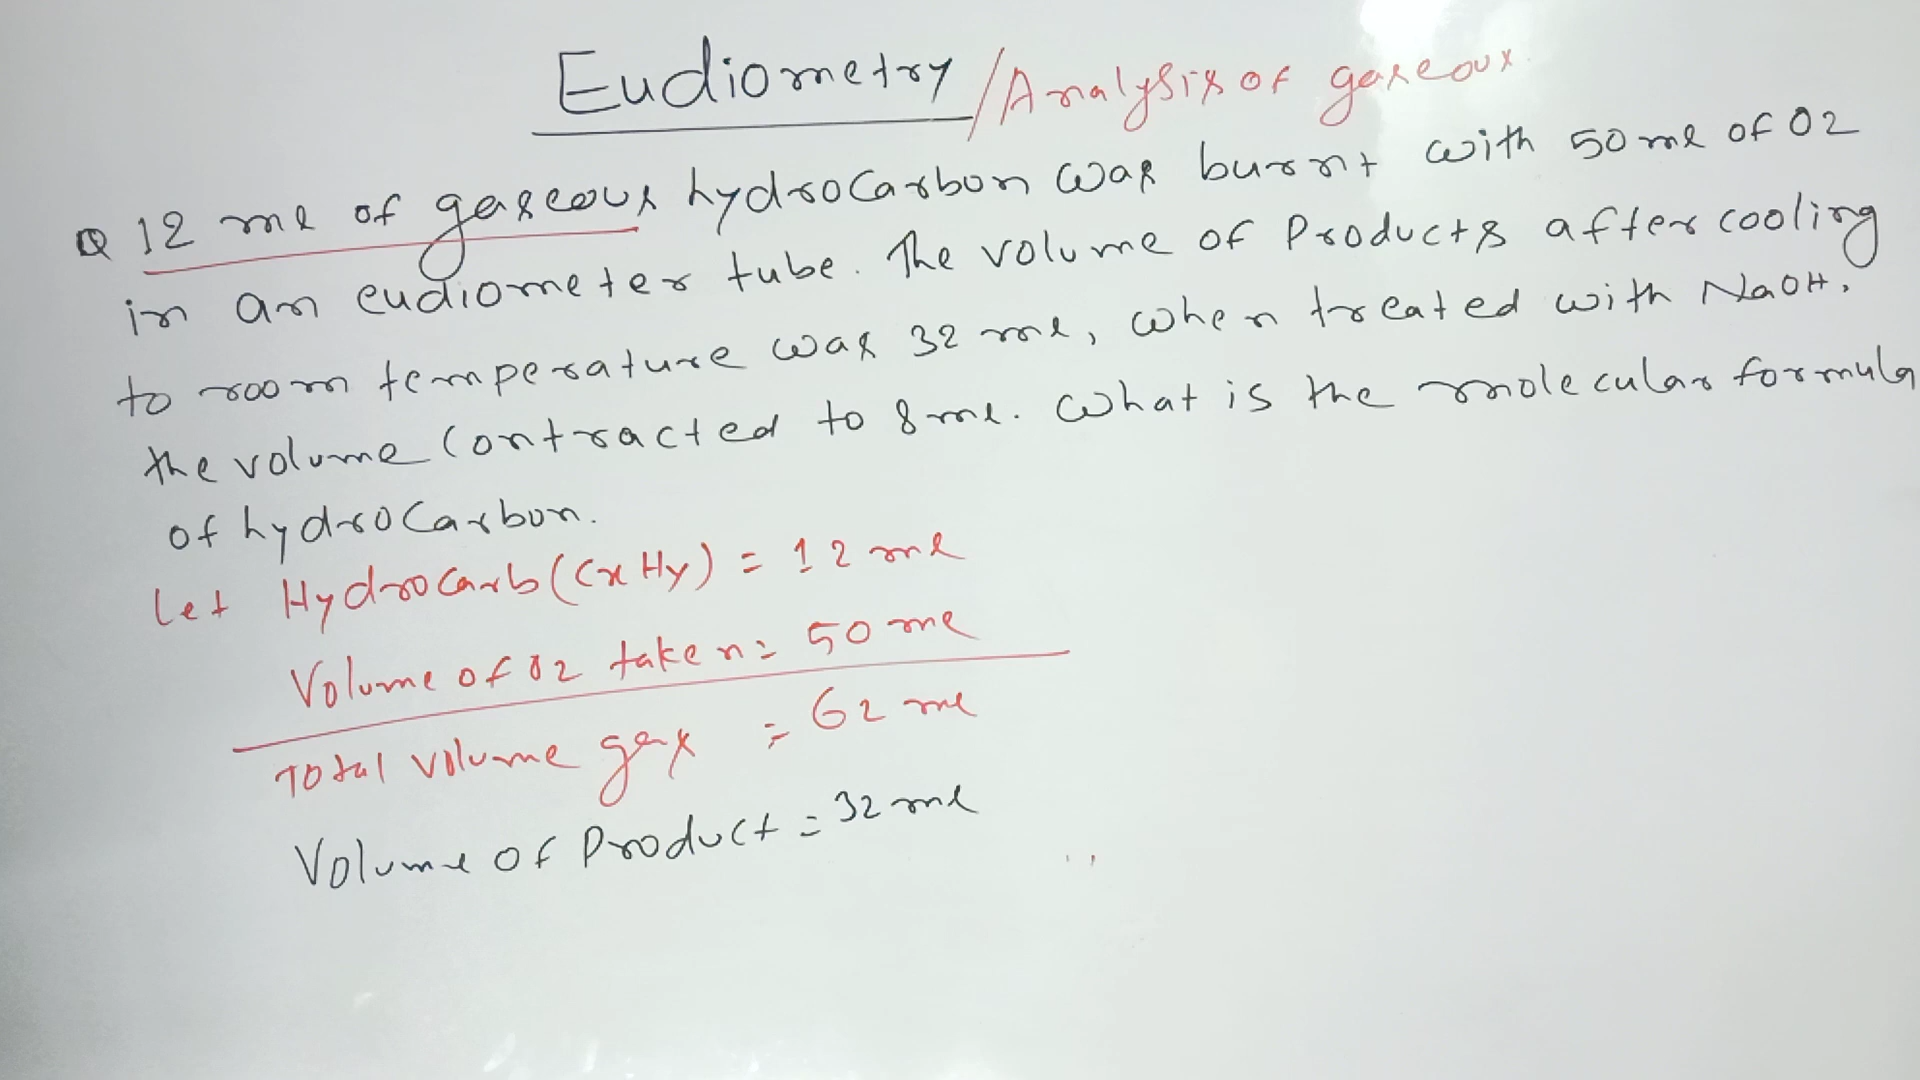 Eudiometry / Analysis of gaseous
Q 12 ml of gaseous hydrocarbon was burnt with 50 ml of O2
in an eudiometer tube. The volume of Products after cooling
to room temperature was 32 ml, when treated with NaOH,
the volume contracted to 8 ml. What is the molecular formula
of hydrocarbon.
Let Hydrocarb (CxHy) = 12 ml
Volume of O2 taken = 50 ml
Total volume gas = 62 ml
Volume of Product = 32 ml